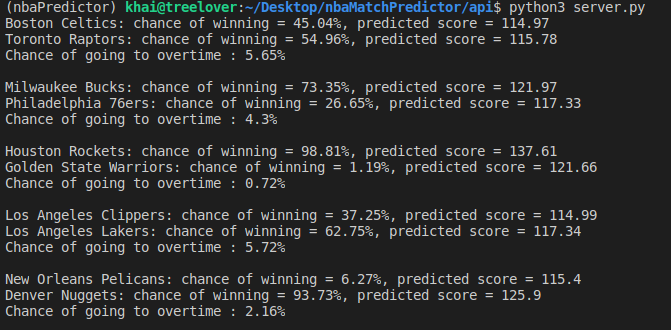 (nbaPredictor) khai@treelover:~/Desktop/nbaMatchPredictor/api$ python3 server.py
Boston Celtics: chance of winning = 45.04%, predicted score = 114.97
Toronto Raptors: chance of winning = 54.96%, predicted score = 115.78
Chance of going to overtime : 5.65%

Milwaukee Bucks: chance of winning = 73.35%, predicted score = 121.97
Philadelphia 76ers: chance of winning = 26.65%, predicted score = 117.33
Chance of going to overtime : 4.3%

Houston Rockets: chance of winning = 98.81%, predicted score = 137.61
Golden State Warriors: chance of winning = 1.19%, predicted score = 121.66
Chance of going to overtime : 0.72%

Los Angeles Clippers: chance of winning = 37.25%, predicted score = 114.99
Los Angeles Lakers: chance of winning = 62.75%, predicted score = 117.34
Chance of going to overtime : 5.72%

New Orleans Pelicans: chance of winning = 6.27%, predicted score = 115.4
Denver Nuggets: chance of winning = 93.73%, predicted score = 125.9
Chance of going to overtime : 2.16%